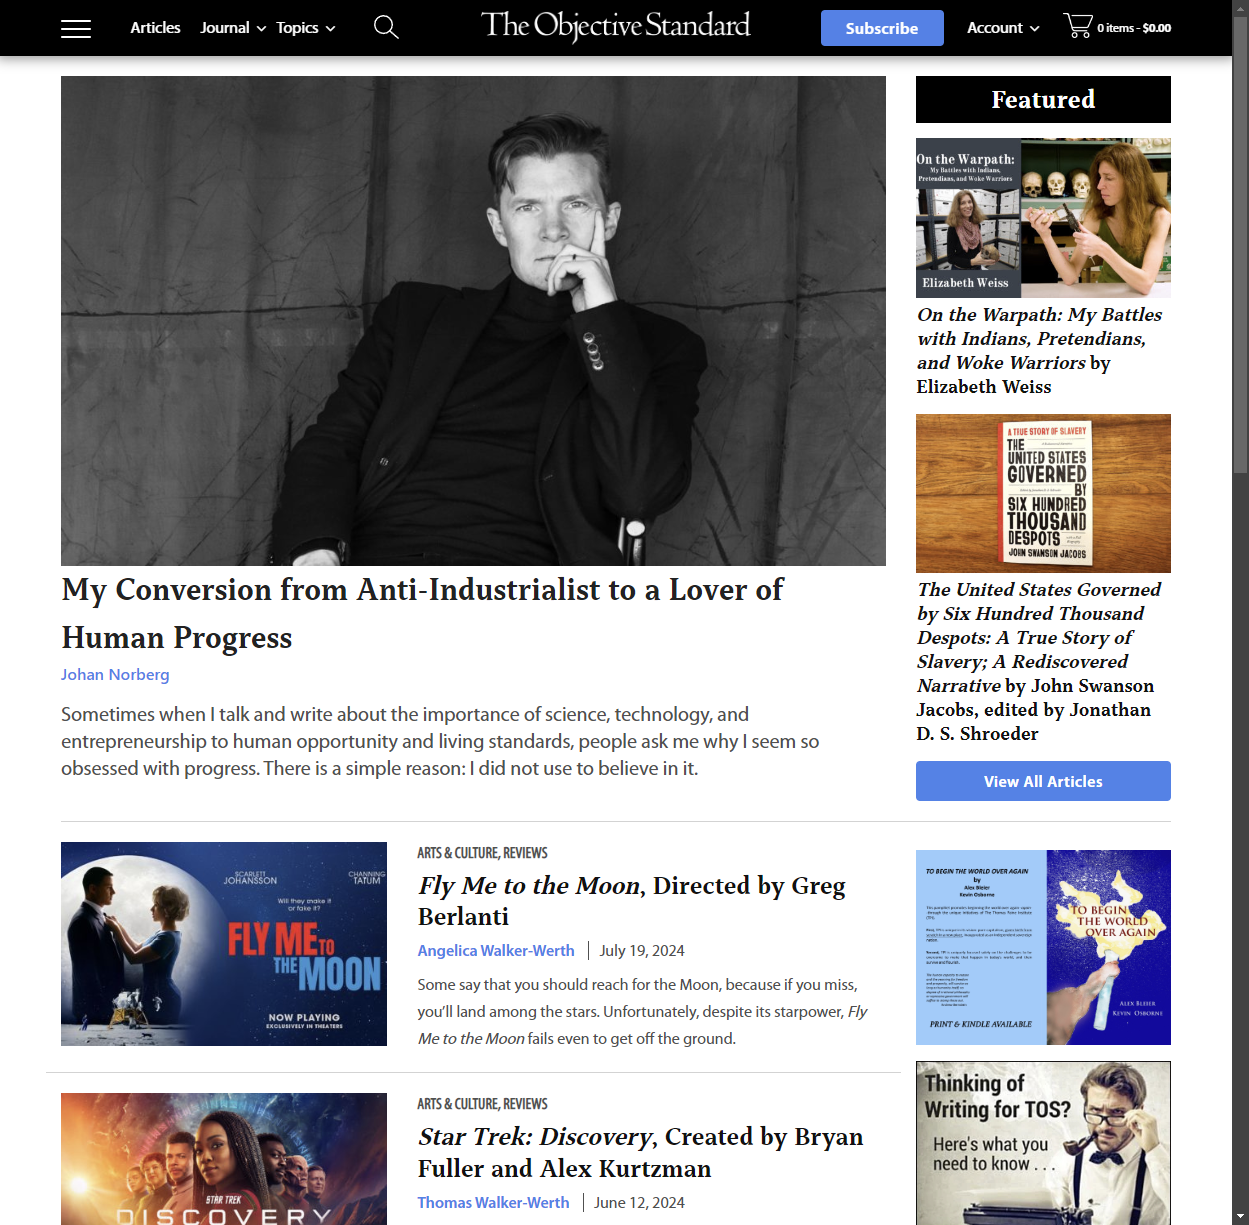 Articles
Journal
Topics
The Objective Standard
Subscribe
Account
0 items - $0.00
My Conversion from Anti-Industrialist to a Lover of
Human Progress
Johan Norberg
Sometimes when I talk and write about the importance of science, technology, and
entrepreneurship to human opportunity and living standards, people ask me why I seem so
obsessed with progress. There is a simple reason: I did not use to believe in it.
Featured
On the Warpath:
My Battles with Indians,
Pretendians, and Woke Warriors
Elizabeth Weiss
On the Warpath: My Battles
with Indians, Pretendians,
and Woke Warriors by
Elizabeth Weiss
A TRUE STORY OF SLAVERY
THE
UNITED STATES
GOVERNED
BY
SIX HUNDRED
THOUSAND
DESPOTS
JOHN SWANSON JACOBS
The United States Governed
by Six Hundred Thousand
Despots: A True Story of
Slavery; A Rediscovered
Narrative by John Swanson
Jacobs, edited by Jonathan
D. S. Shroeder
View All Articles
SCARLETT
JOHANSSON
CHANNING
TATUM
Will they make it
or fake it?
FLY ME TO
THE MOON
NOW PLAYING
EXCLUSIVELY IN THEATERS
ARTS & CULTURE, REVIEWS
Fly Me to the Moon, Directed by Greg
Berlanti
Angelica Walker-Werth | July 19, 2024
Some say that you should reach for the Moon, because if you miss,
you'll land among the stars. Unfortunately, despite its starpower, Fly
Me to the Moon fails even to get off the ground.
STAR TREK
DISCOVERY
ARTS & CULTURE, REVIEWS
Star Trek: Discovery, Created by Bryan
Fuller and Alex Kurtzman
Thomas Walker-Werth | June 12, 2024
TO BEGIN THE WORLD OVER AGAIN
by
Alex Bleier
Kevin Osborne
PRINT & KINDLE AVAILABLE
TO BEGIN
THE WORLD
OVER AGAIN
ALEX BLEIER
KEVIN OSBORNE
Thinking of
Writing for TOS?
Here's what you
need to know . . .